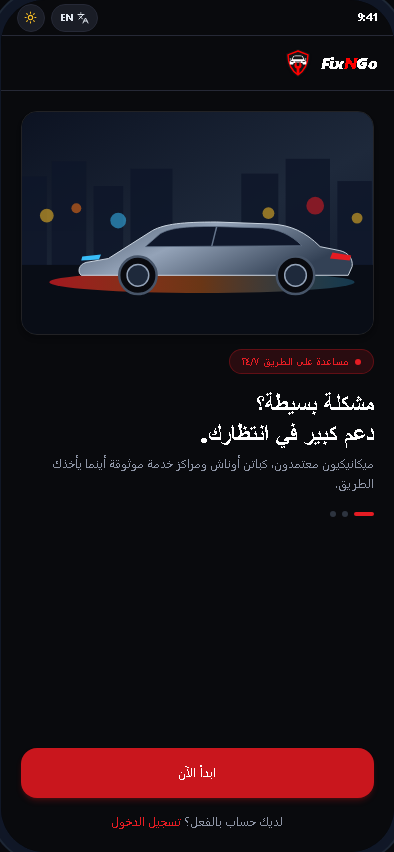 9:41
EN
FixNGo
مساعدة على الطريق ٢٤/٧
مشكلة بسيطة؟
دعم كبير في انتظارك.
ميكانيكيون معتمدون، كباتن أوناش ومراكز خدمة موثوقة أينما يأخذك
الطريق.
ابدأ الآن
لديك حساب بالفعل؟ تسجيل الدخول